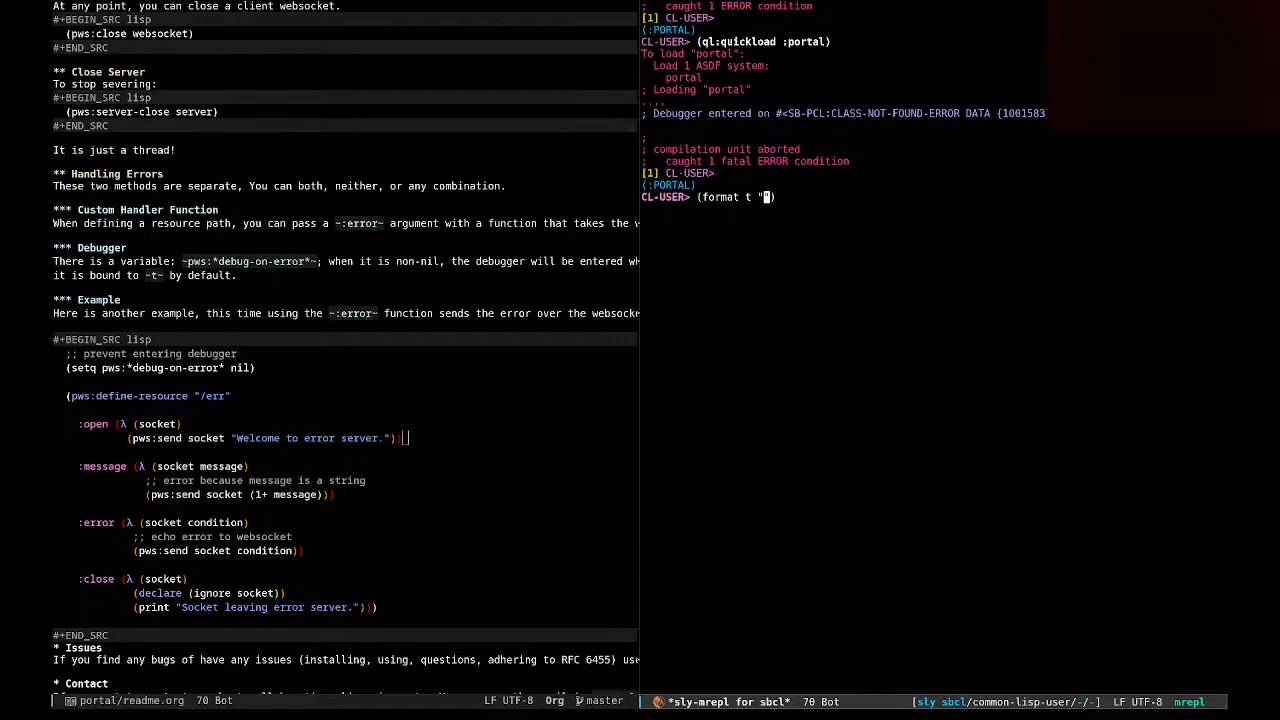 At any point, you can close a client websocket.
#+BEGIN_SRC lisp
(pws:close websocket)
#+END_SRC
** Close Server
To stop severing:
#+BEGIN_SRC lisp
(pws:server-close server)
#+END_SRC
It is just a thread!
** Handling Errors
These two methods are separate, You can both, neither, or any combination.
*** Custom Handler Function
When defining a resource path, you can pass a ~:error~ argument with a function that takes the
*** Debugger
There is a variable: ~pws:*debug-on-error*~; when it is non-nil, the debugger will be entered
it is bound to ~t~ by default.
*** Example
Here is another example, this time using the ~:error~ function sends the error over the websocke
#+BEGIN_SRC lisp
;; prevent entering debugger
(setq pws:*debug-on-error* nil)
(pws:define-resource "/err"
:open (λ (socket)
(pws:send socket "Welcome to error server."))
:message (λ (socket message)
;; error because message is a string
(pws:send socket (1+ message)))
:error (λ (socket condition)
;; echo error to websocket
(pws:send socket condition))
:close (λ (socket)
(declare (ignore socket))
(print "Socket leaving error server.")))
#+END_SRC
* Issues
If you find any bugs of have any issues (installing, using, questions, adhering to RFC 6455) use
* Contact
portal/readme.org 70 Bot LF UTF-8 Org master
; caught 1 ERROR condition
[1] CL-USER>
(:PORTAL)
CL-USER> (ql:quickload :portal)
To load "portal":
Load 1 ASDF system:
portal
; Loading "portal"
....
; Debugger entered on #<SB-PCL:CLASS-NOT-FOUND-ERROR DATA {1001583
;
; compilation unit aborted
; caught 1 fatal ERROR condition
[1] CL-USER>
(:PORTAL)
CL-USER> (format t "")
*sly-mrepl for sbcl* 70 Bot [sly sbcl/common-lisp-user/-/-] LF UTF-8 mrepl